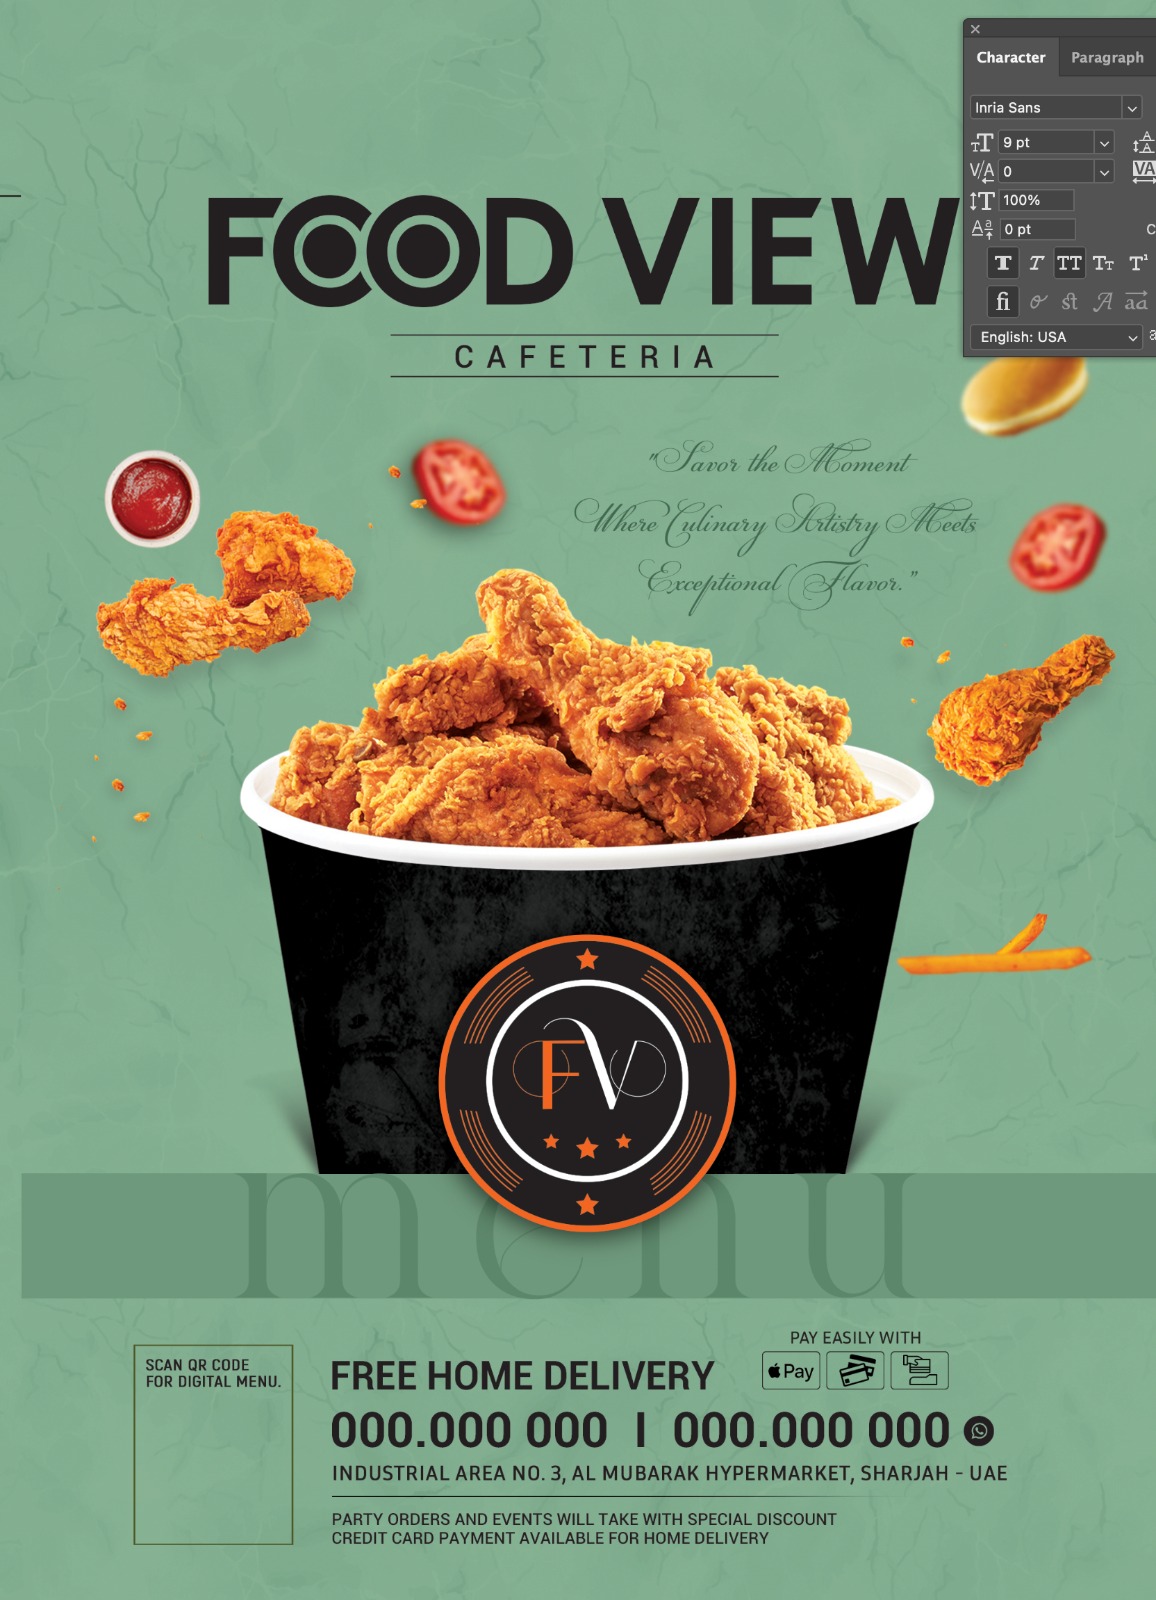 Character Paragraph
Inria Sans
9 pt
0
100%
0 pt
English: USA
FOOD VIEW
CAFETERIA
"Savor the Moment
Where Culinary Artistry Meets
Exceptional Flavor."
FV
menu
SCAN QR CODE
FOR DIGITAL MENU.
FREE HOME DELIVERY
PAY EASILY WITH
Pay
000.000 000 | 000.000 000
INDUSTRIAL AREA NO. 3, AL MUBARAK HYPERMARKET, SHARJAH - UAE
PARTY ORDERS AND EVENTS WILL TAKE WITH SPECIAL DISCOUNT
CREDIT CARD PAYMENT AVAILABLE FOR HOME DELIVERY